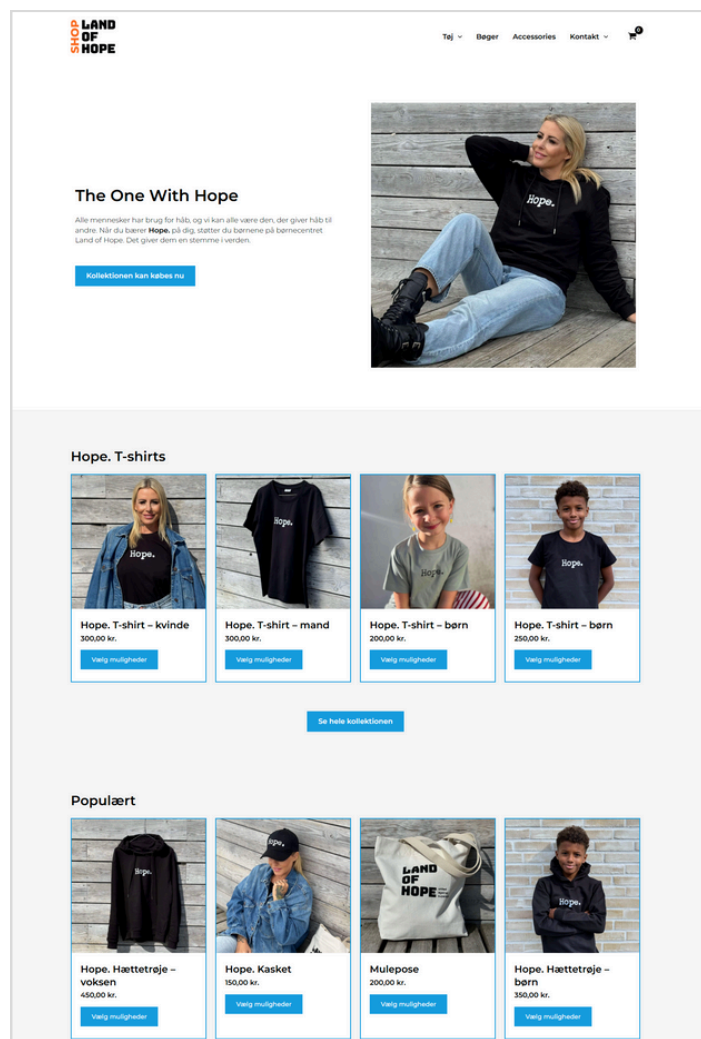 SHOP
LAND
OF
HOPE
Tøj Bøger Accessories Kontakt 0
The One With Hope
Alle mennesker har brug for håb, og vi kan alle være den, der giver håb til
andre. Når du bærer Hope. på dig, støtter du børnene på børnecentret
Land of Hope. Det giver dem en stemme i verden.
Kollektionen kan købes nu
Hope.
Hope. T-shirts
Hope. Hope. Hope. Hope.
Hope. T-shirt – kvinde Hope. T-shirt – mand Hope. T-shirt – børn Hope. T-shirt – børn
300,00 kr. 300,00 kr. 200,00 kr. 250,00 kr.
Vælg muligheder Vælg muligheder Vælg muligheder Vælg muligheder
Se hele kollektionen
Populært
Hope. Hope. LAND Hope.
OF
HOPE
Hope. Hættetrøje – Hope. Kasket Mulepose Hope. Hættetrøje –
voksen 150,00 kr. 200,00 kr. børn
450,00 kr. 350,00 kr.
Vælg muligheder Vælg muligheder Vælg muligheder Vælg muligheder